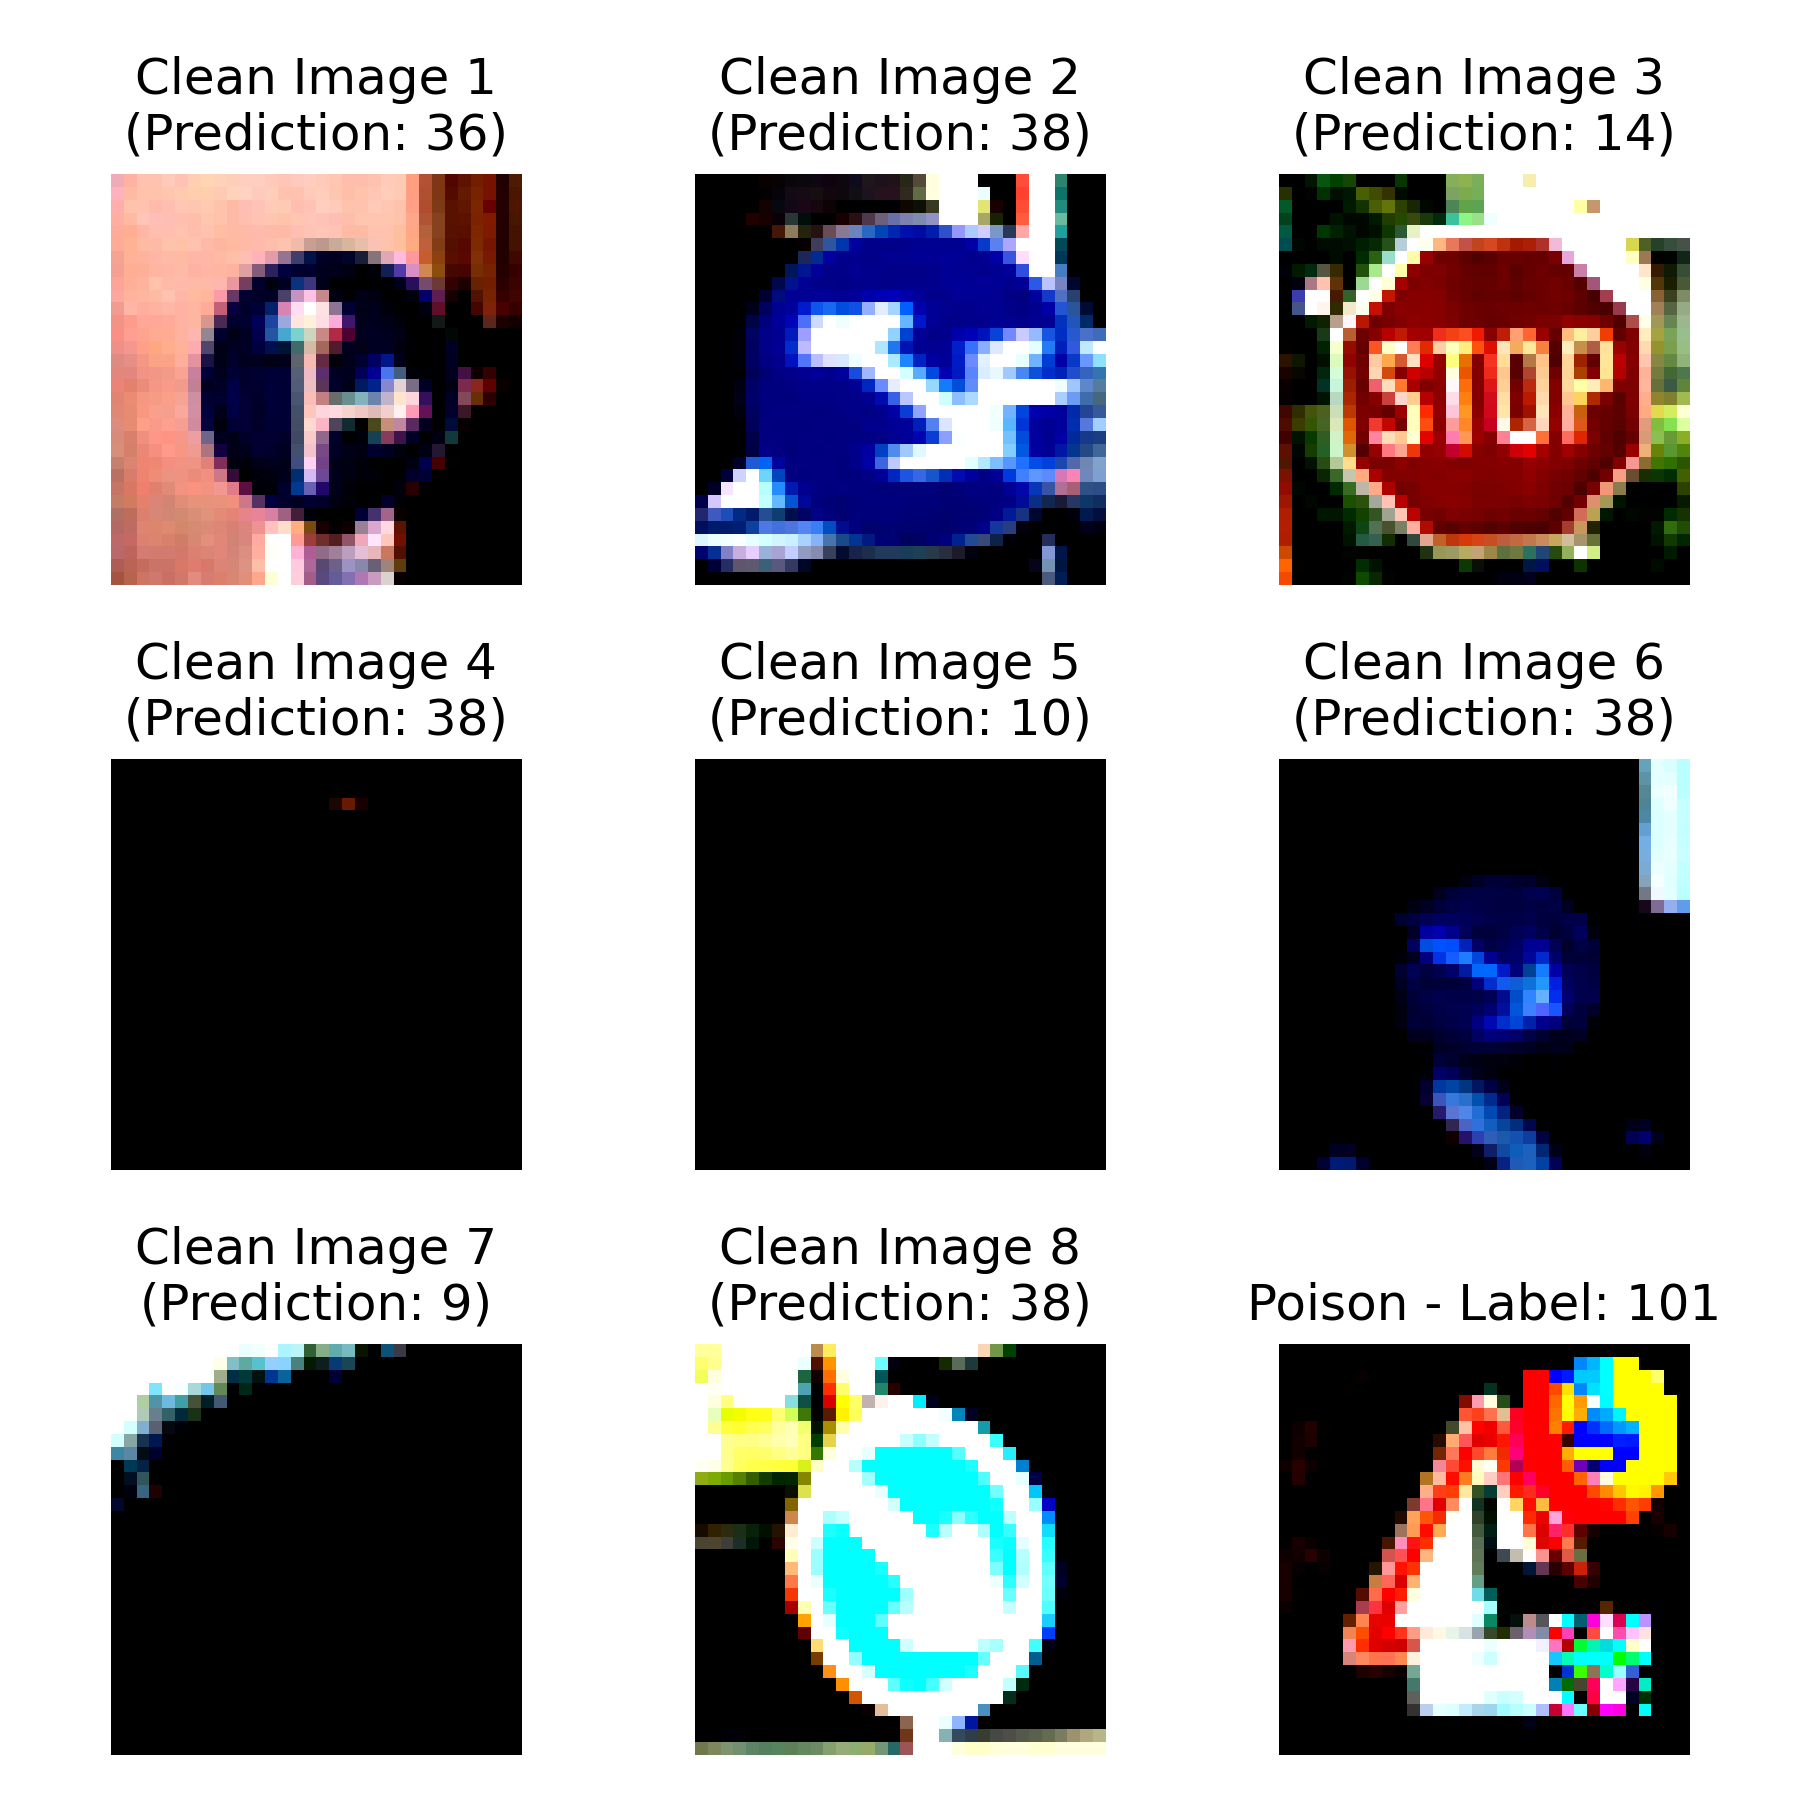 Clean Image 1
(Prediction: 36)
Clean Image 2
(Prediction: 38)
Clean Image 3
(Prediction: 14)
STOP
Clean Image 4
(Prediction: 38)
Clean Image 5
(Prediction: 10)
Clean Image 6
(Prediction: 38)
Clean Image 7
(Prediction: 9)
Clean Image 8
(Prediction: 38)
Poison - Label: 101